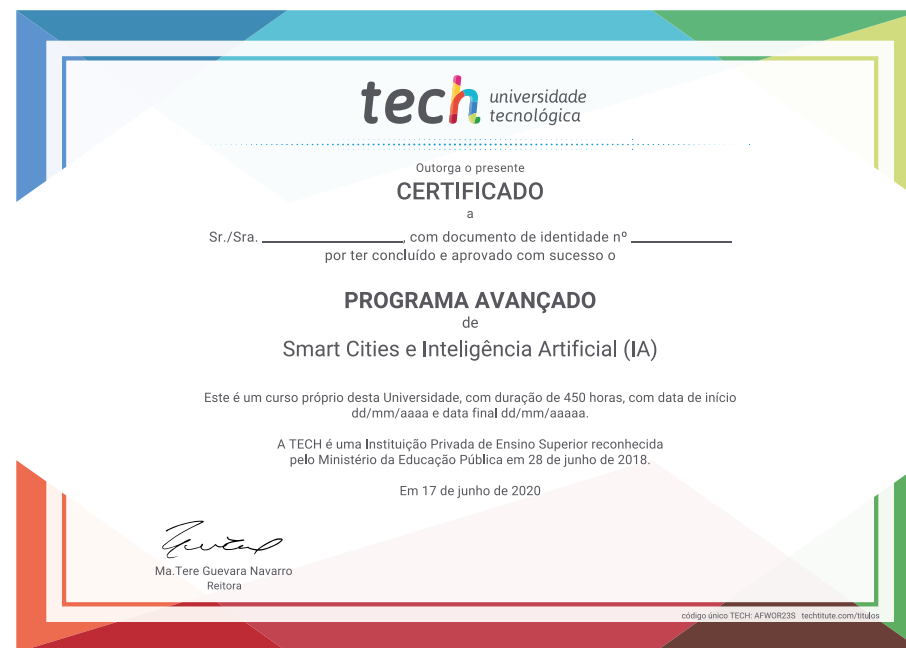 tech universidade
tecnológica
Outorga o presente
CERTIFICADO
a
Sr./Sra. ____________________, com documento de identidade nº ______________
por ter concluído e aprovado com sucesso o
PROGRAMA AVANÇADO
de
Smart Cities e Inteligência Artificial (IA)
Este é um curso próprio desta Universidade, com duração de 450 horas, com data de início
dd/mm/aaaa e data final dd/mm/aaaaa.
A TECH é uma Instituição Privada de Ensino Superior reconhecida
pelo Ministério da Educação Pública em 28 de junho de 2018.
Em 17 de junho de 2020
Ma.Tere Guevara Navarro
Reitora
código único TECH: AFWOR23S techtitute.com/titulos